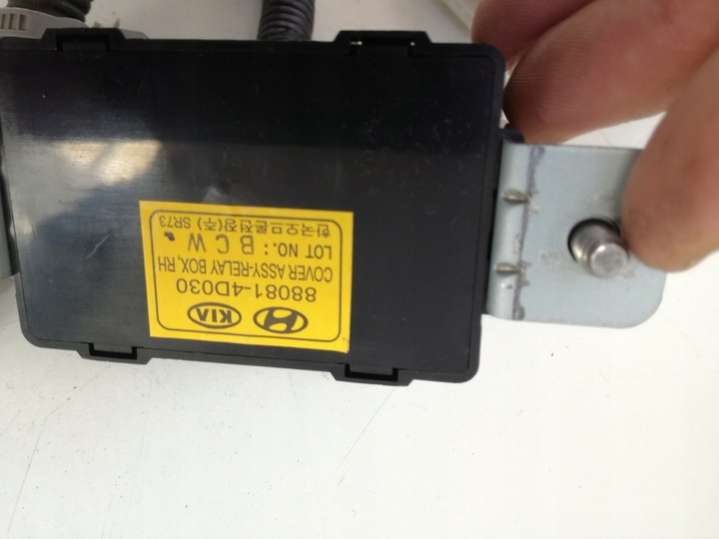 HYUNDAI KIA
88081-4D030
COVER ASSY-RELAY BOX, RH
LOT NO.: B C W
한국오므론전장(주) SR73